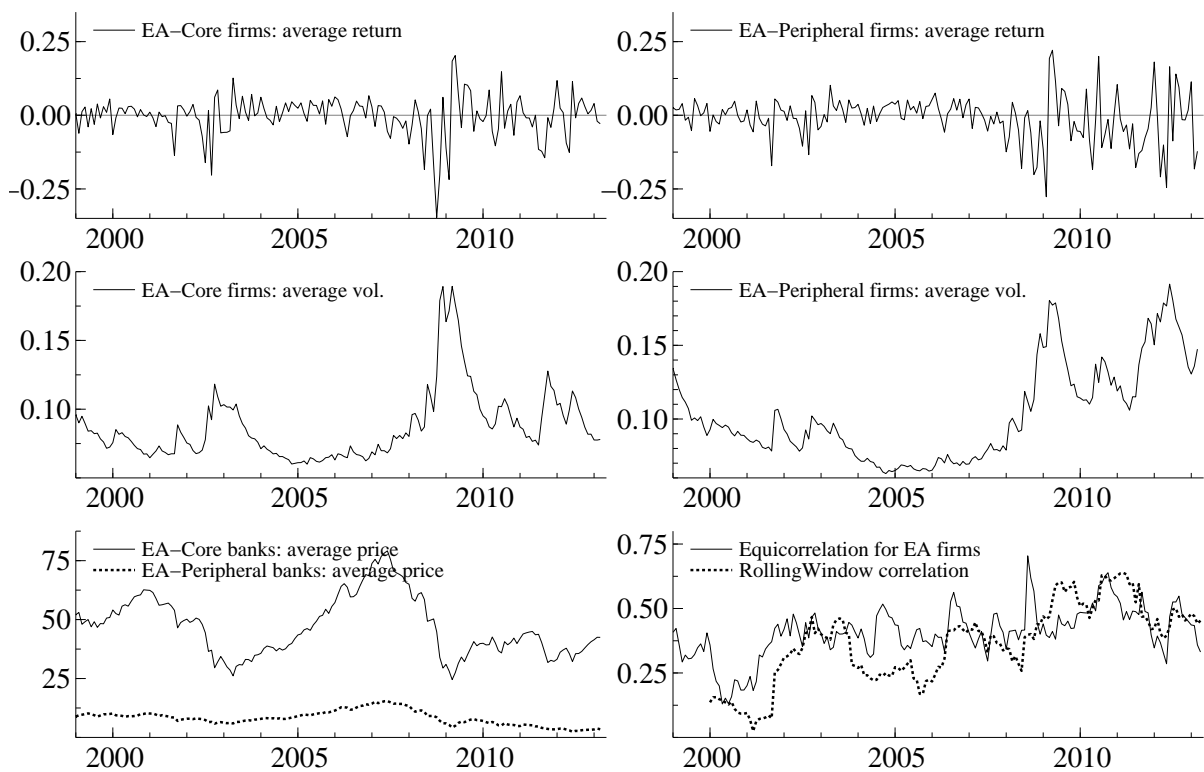 0.25
EA−Core firms: average return
0.00
−0.25
2000 2005 2010
0.25
EA−Peripheral firms: average return
0.00
−0.25
2000 2005 2010
0.20
EA−Core firms: average vol.
0.15
0.10
2000 2005 2010
0.20
EA−Peripheral firms: average vol.
0.15
0.10
2000 2005 2010
EA−Core banks: average price
75
EA−Peripheral banks: average price
50
25
2000 2005 2010
0.75
Equicorrelation for EA firms
RollingWindow correlation
0.50
0.25
2000 2005 2010